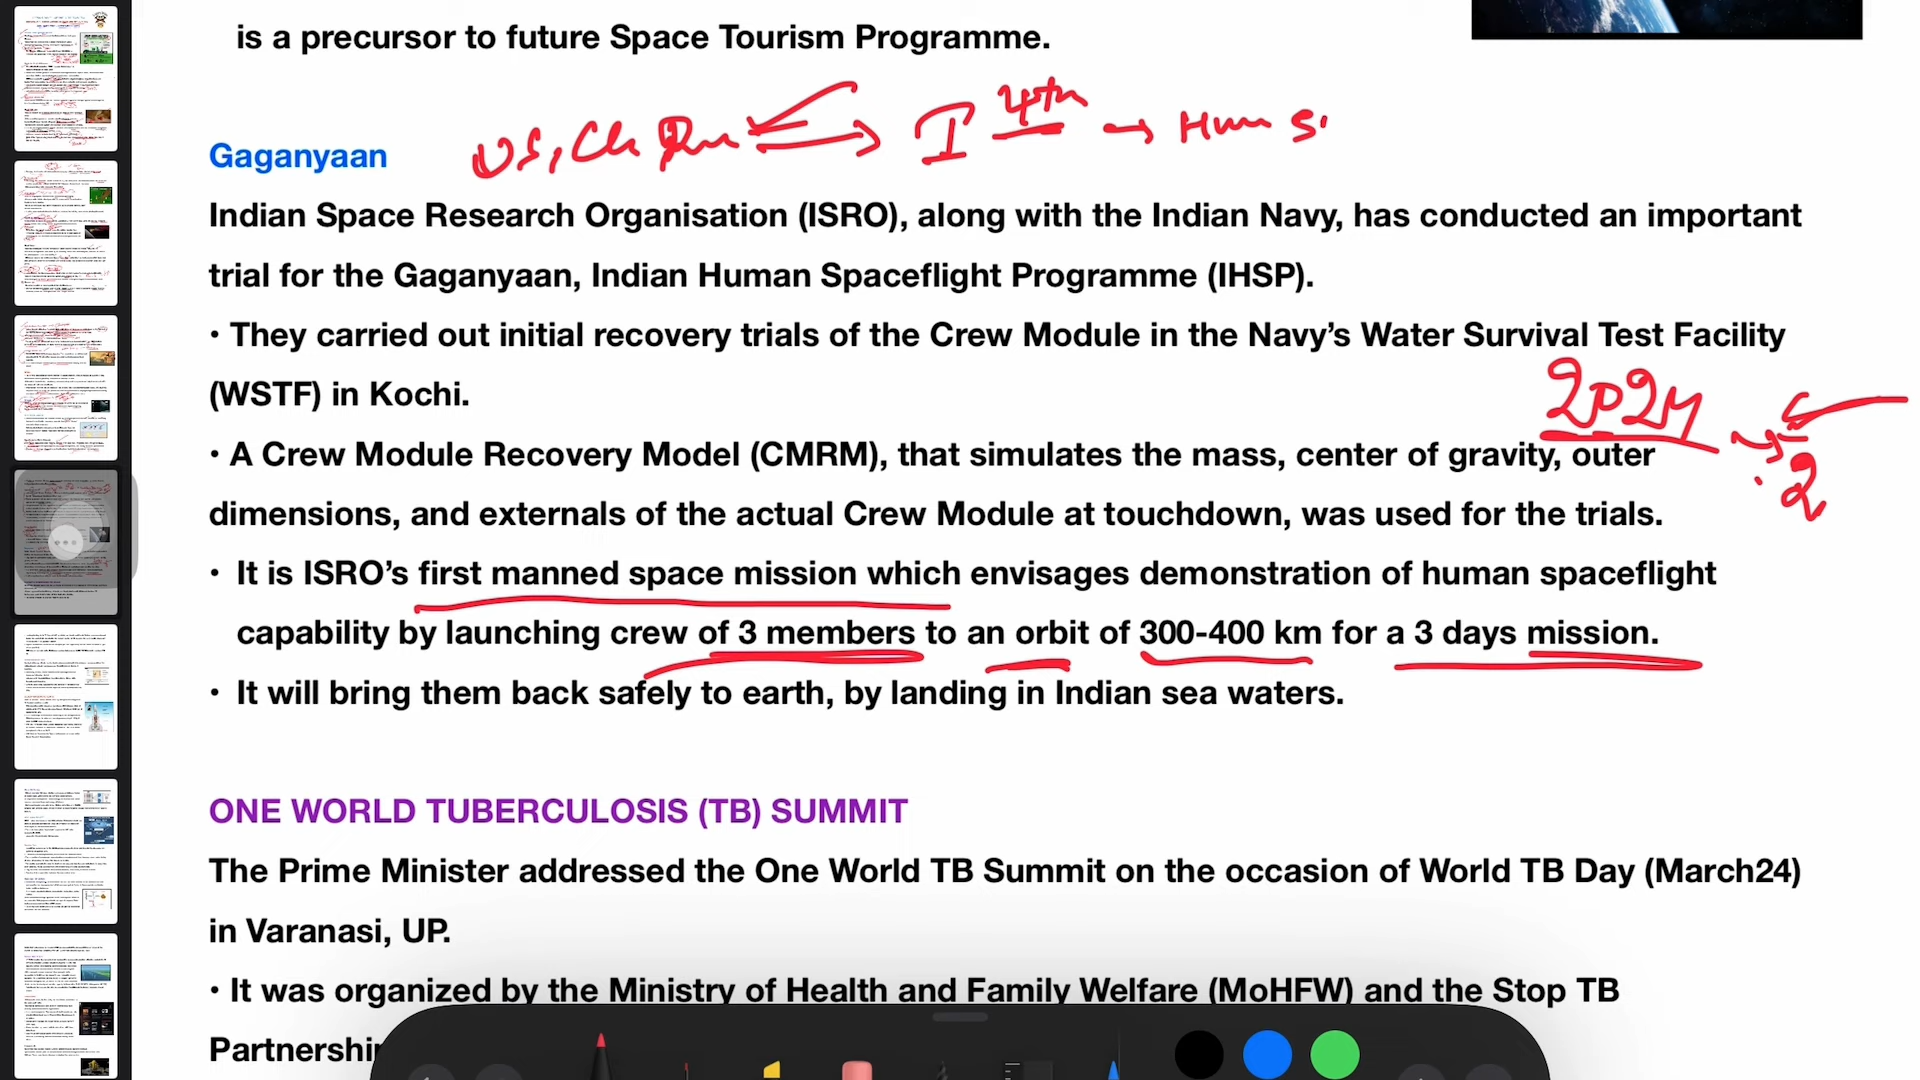 is a precursor to future Space Tourism Programme.
US, Ch Rus I 4th → Hum S
Gaganyaan
Indian Space Research Organisation (ISRO), along with the Indian Navy, has conducted an important
trial for the Gaganyaan, Indian Human Spaceflight Programme (IHSP).
• They carried out initial recovery trials of the Crew Module in the Navy’s Water Survival Test Facility
(WSTF) in Kochi.
2024
• A Crew Module Recovery Model (CMRM), that simulates the mass, center of gravity, outer
2
dimensions, and externals of the actual Crew Module at touchdown, was used for the trials.
• It is ISRO’s first manned space mission which envisages demonstration of human spaceflight
capability by launching crew of 3 members to an orbit of 300-400 km for a 3 days mission.
• It will bring them back safely to earth, by landing in Indian sea waters.
ONE WORLD TUBERCULOSIS (TB) SUMMIT
The Prime Minister addressed the One World TB Summit on the occasion of World TB Day (March24)
in Varanasi, UP.
• It was organized by the Ministry of Health and Family Welfare (MoHFW) and the Stop TB